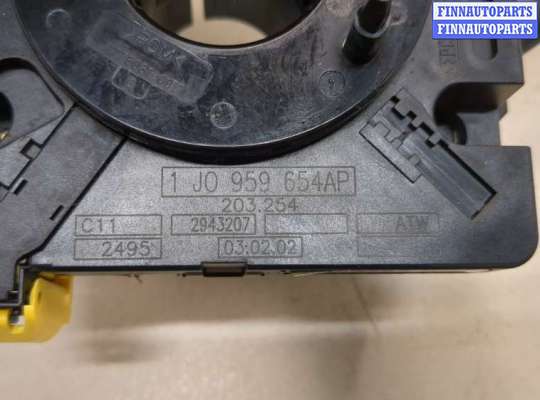 FINNAUTOPARTS
FINNAUTOPARTS
1 J0 959 654AP
203.254
C11 2943207 ATW
2495 03.02.02